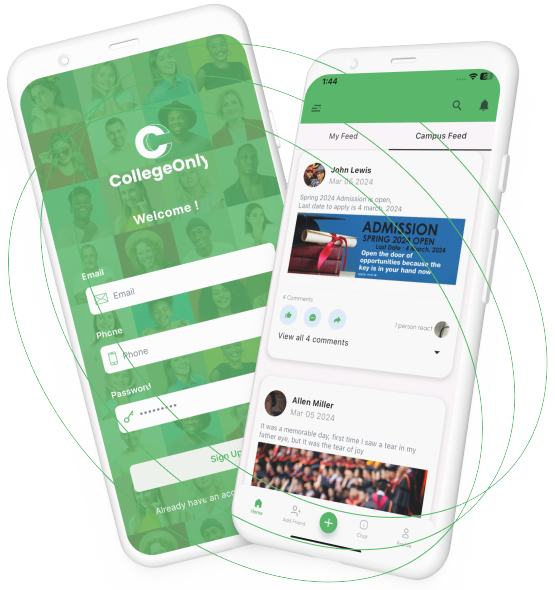 CollegeOnly
Welcome !
Email
Email
Phone
Phone
Password
Sign Up
Already have an acc
1:44
My Feed
Campus Feed
John Lewis
Mar 05 2024
Spring 2024 Admission is open,
Last date to apply is 4 march, 2024
ADMISSION
SPRING 2024 OPEN
Last Date : 4 March, 2024
Open the door of
opportunities because the
key is in your hand now
4 Comments
1 person react
View all 4 comments
Allen Miller
Mar 05 2024
It was a memorable day, first time I saw a tear in my
father eye, but it was the tear of joy
Home
Add Friend
Chat
Profile